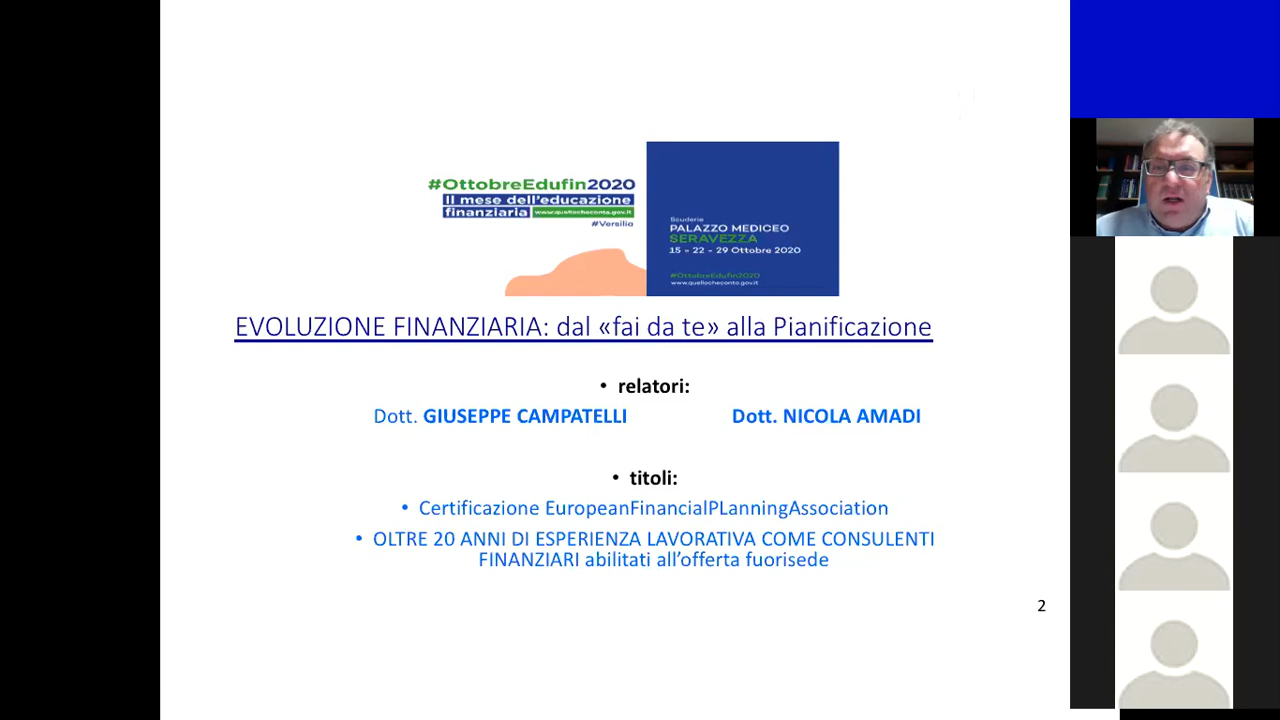 #OttobreEdufin2020
Il mese dell'educazione
finanziaria www.quellocheconto.gov.it
#Versilia
Scuderie
PALAZZO MEDICEO
SERAVEZZA
15 - 22 - 29 Ottobre 2020
#OttobreEdufin2020
www.quellocheconto.gov.it
EVOLUZIONE FINANZIARIA: dal «fai da te» alla Pianificazione
• relatori:
Dott. GIUSEPPE CAMPATELLI Dott. NICOLA AMADI
• titoli:
• Certificazione EuropeanFinancialPLanningAssociation
• OLTRE 20 ANNI DI ESPERIENZA LAVORATIVA COME CONSULENTI
FINANZIARI abilitati all’offerta fuorisede
2